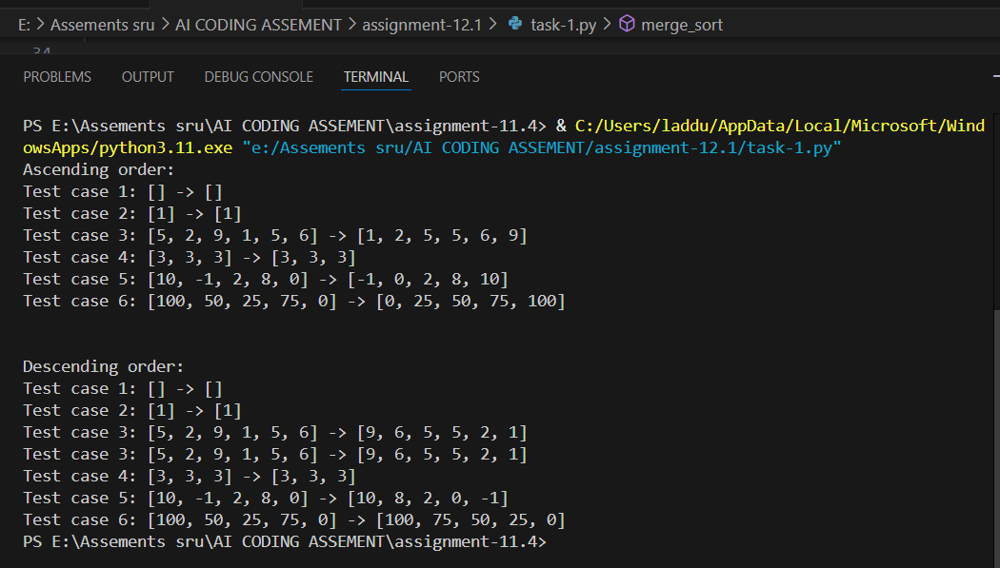 E: > Assements sru > AI CODING ASSEMENT > assignment-12.1 > task-1.py > merge_sort
34
PROBLEMS OUTPUT DEBUG CONSOLE TERMINAL PORTS
PS E:\Assements sru\AI CODING ASSEMENT\assignment-11.4> & C:/Users/laddu/AppData/Local/Microsoft/Wind
owsApps/python3.11.exe "e:/Assements sru/AI CODING ASSEMENT/assignment-12.1/task-1.py"
Ascending order:
Test case 1: [] -> []
Test case 2: [1] -> [1]
Test case 3: [5, 2, 9, 1, 5, 6] -> [1, 2, 5, 5, 6, 9]
Test case 4: [3, 3, 3] -> [3, 3, 3]
Test case 5: [10, -1, 2, 8, 0] -> [-1, 0, 2, 8, 10]
Test case 6: [100, 50, 25, 75, 0] -> [0, 25, 50, 75, 100]
Descending order:
Test case 1: [] -> []
Test case 2: [1] -> [1]
Test case 3: [5, 2, 9, 1, 5, 6] -> [9, 6, 5, 5, 2, 1]
Test case 3: [5, 2, 9, 1, 5, 6] -> [9, 6, 5, 5, 2, 1]
Test case 4: [3, 3, 3] -> [3, 3, 3]
Test case 5: [10, -1, 2, 8, 0] -> [10, 8, 2, 0, -1]
Test case 6: [100, 50, 25, 75, 0] -> [100, 75, 50, 25, 0]
PS E:\Assements sru\AI CODING ASSEMENT\assignment-11.4>